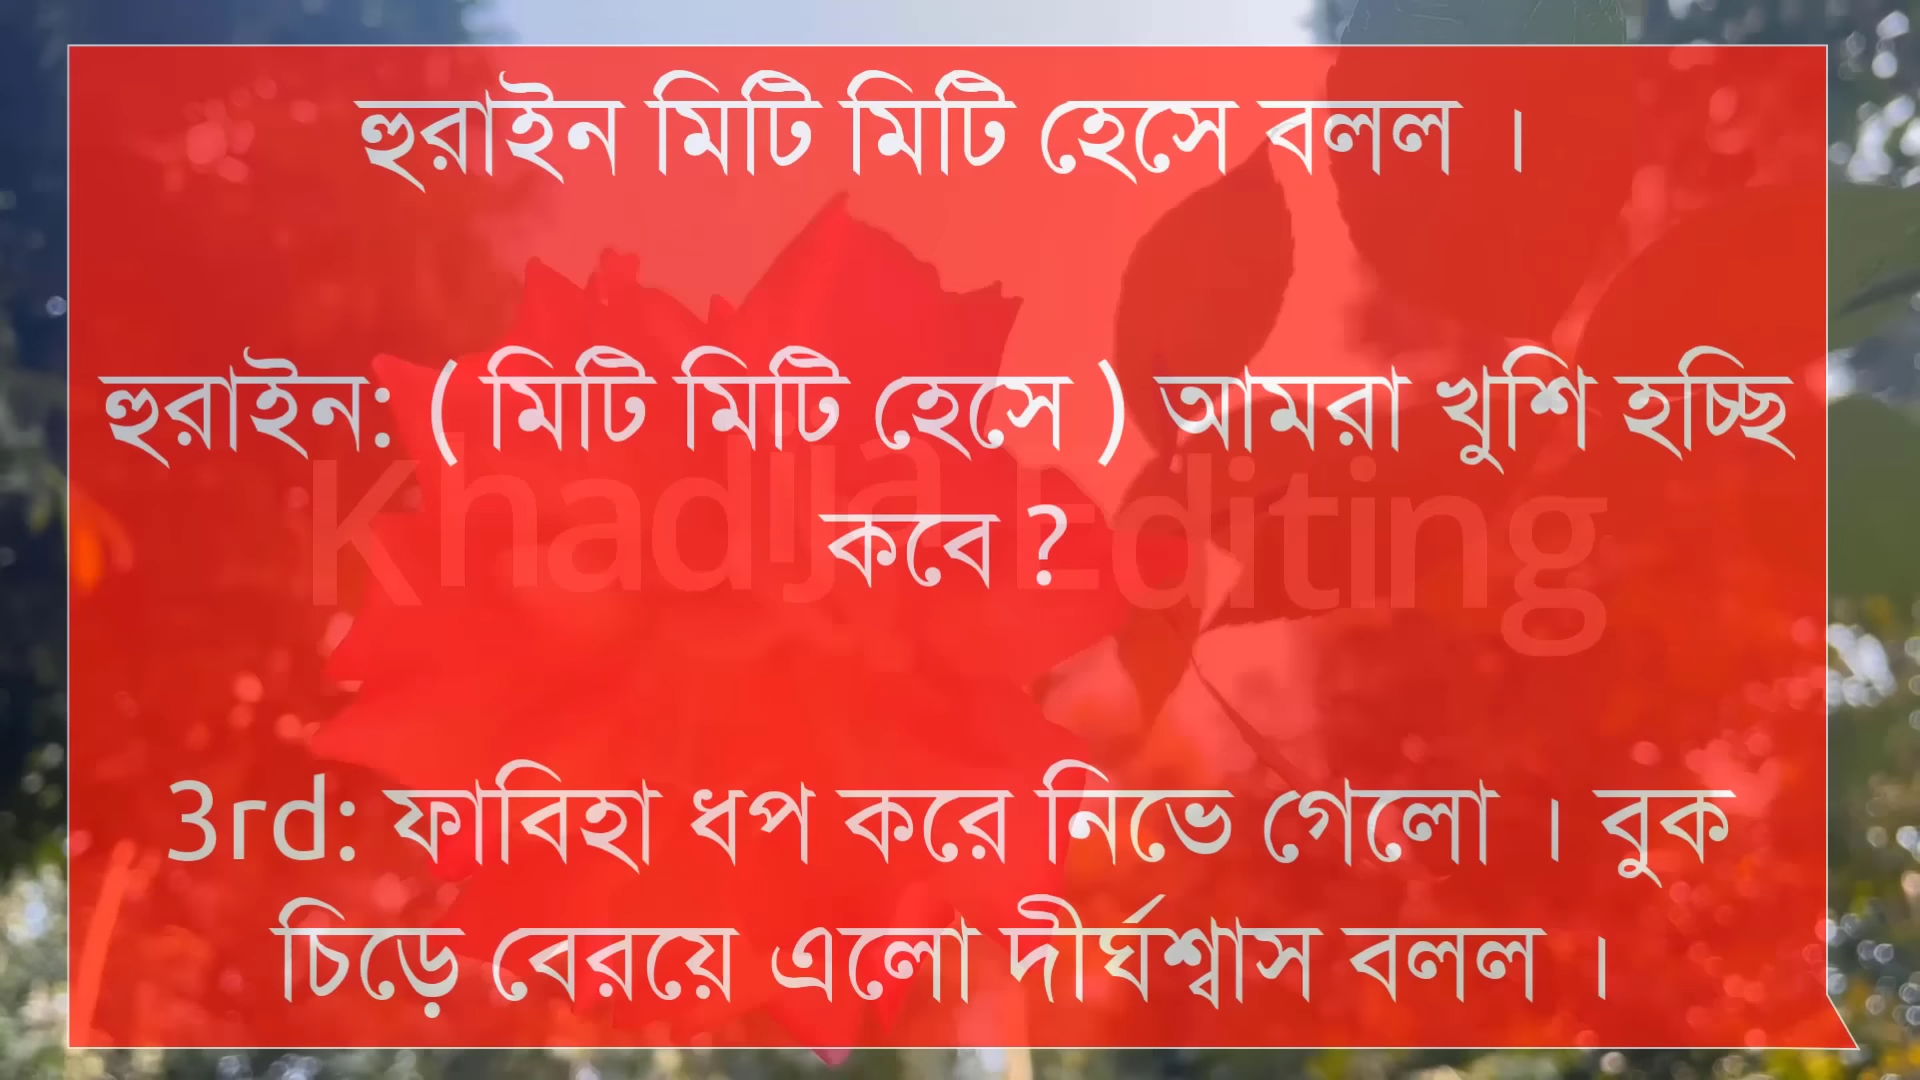 হুরাইন মিটি মিটি হেসে বলল ।
হুরাইন: ( মিটি মিটি হেসে ) আমরা খুশি হচ্ছি
কবে ?
Khadija Editing
3rd: ফাবিহা ধপ করে নিভে গেলো । বুক
চিড়ে বেরয়ে এলো দীর্ঘশ্বাস বলল ।